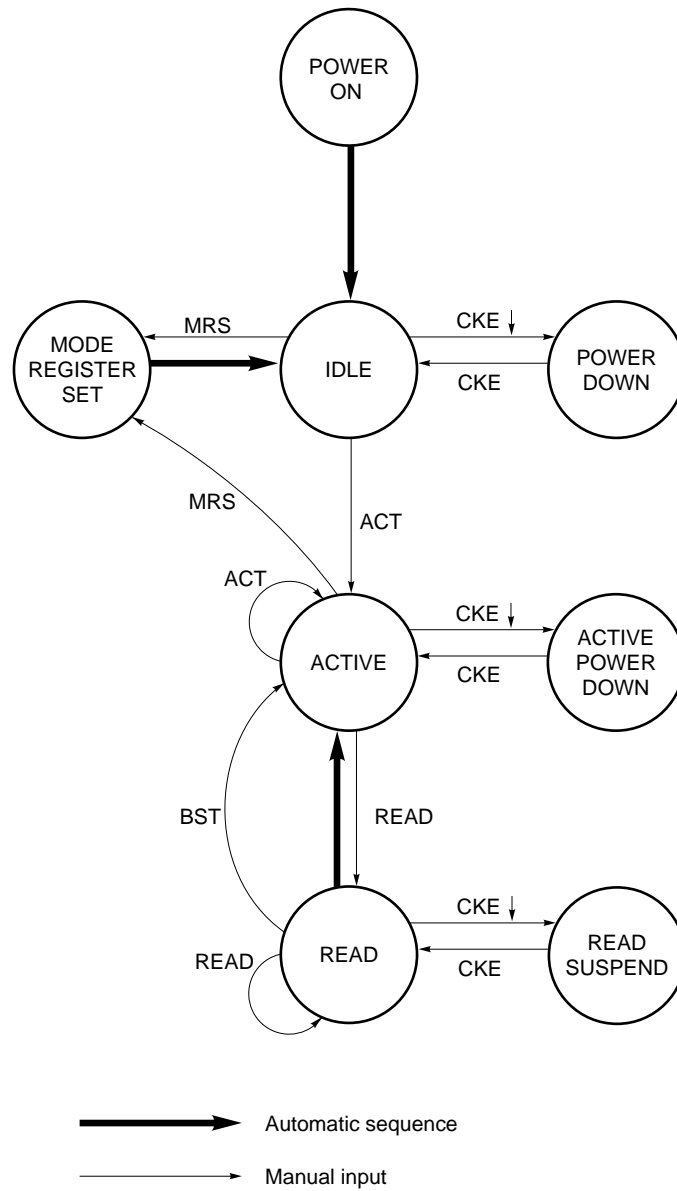 POWER
ON
MRS
CKE
MODE
REGISTER
SET
IDLE
POWER
DOWN
CKE
MRS
ACT
ACT
CKE
ACTIVE
ACTIVE
POWER
DOWN
CKE
BST
READ
CKE
READ
READ
READ
SUSPEND
CKE
Automatic sequence
Manual input